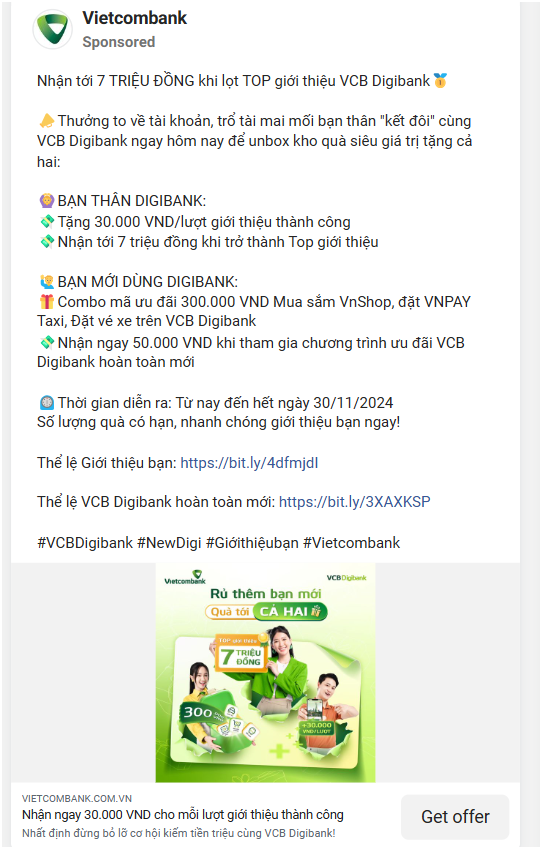 Vietcombank
Sponsored
Nhận tới 7 TRIỆU ĐỒNG khi lọt TOP giới thiệu VCB Digibank🥇
📣Thưởng to về tài khoản, trổ tài mai mối bạn thân "kết đôi" cùng
VCB Digibank ngay hôm nay để unbox kho quà siêu giá trị tặng cả
hai:
🙆BẠN THÂN DIGIBANK:
💸Tặng 30.000 VND/lượt giới thiệu thành công
💸Nhận tới 7 triệu đồng khi trở thành Top giới thiệu
🙋BẠN MỚI DÙNG DIGIBANK:
🎁Combo mã ưu đãi 300.000 VND Mua sắm VnShop, đặt VNPAY
Taxi, Đặt vé xe trên VCB Digibank
💸Nhận ngay 50.000 VND khi tham gia chương trình ưu đãi VCB
Digibank hoàn toàn mới
Thời gian diễn ra: Từ nay đến hết ngày 30/11/2024
Số lượng quà có hạn, nhanh chóng giới thiệu bạn ngay!
Thể lệ Giới thiệu bạn: https://bit.ly/4dfmjdI
Thể lệ VCB Digibank hoàn toàn mới: https://bit.ly/3XAXKSP
#VCBDigibank #NewDigi #Giớithiệubạn #Vietcombank
Vietcombank
VCB Digibank
Rủ thêm bạn mới
Quà tới CẢ HAI
TOP
7 TRIỆU
ĐỒNG
300
+30.000
VND/LƯỢT
VIETCOMBANK.COM.VN
Nhận ngay 30.000 VND cho mỗi lượt giới thiệu thành công
Nhất định đừng bỏ lỡ cơ hội kiếm tiền triệu cùng VCB Digibank!
Get offer